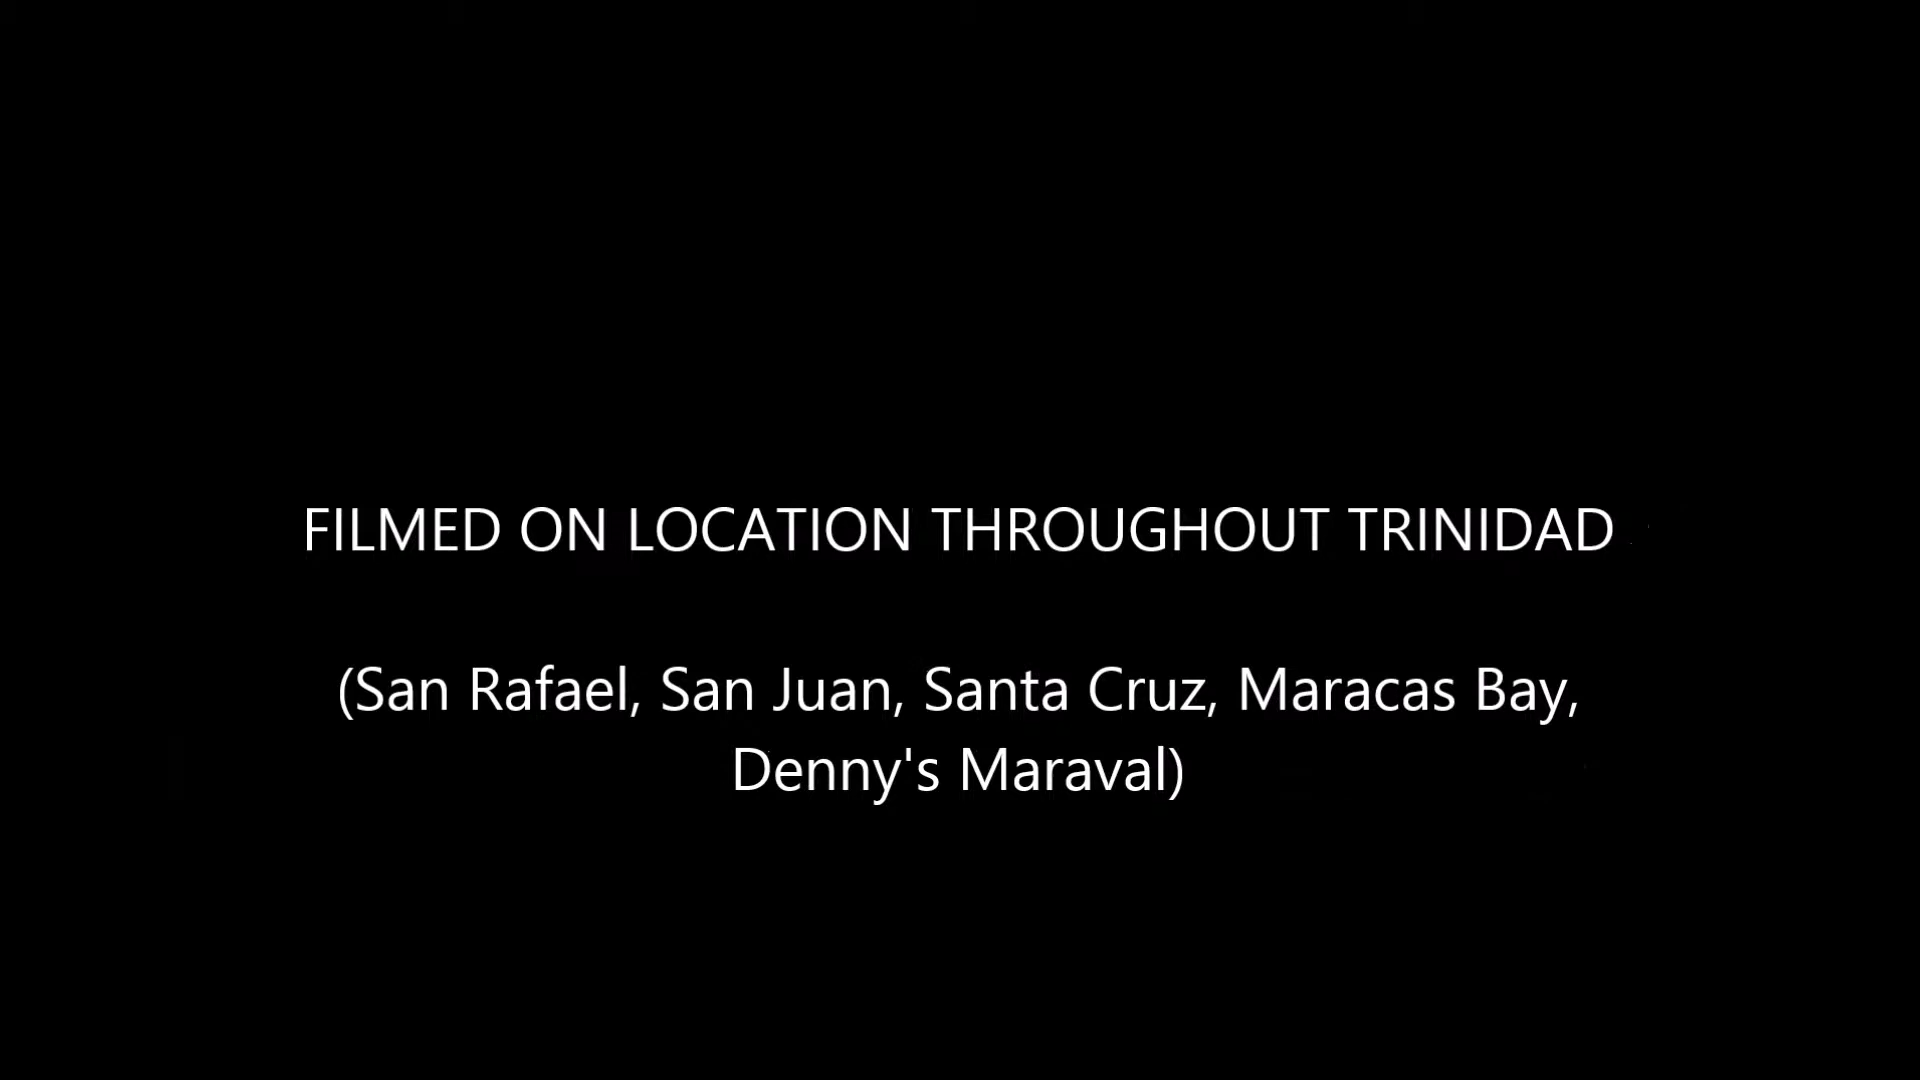 FILMED ON LOCATION THROUGHOUT TRINIDAD
(San Rafael, San Juan, Santa Cruz, Maracas Bay,
Denny's Maraval)